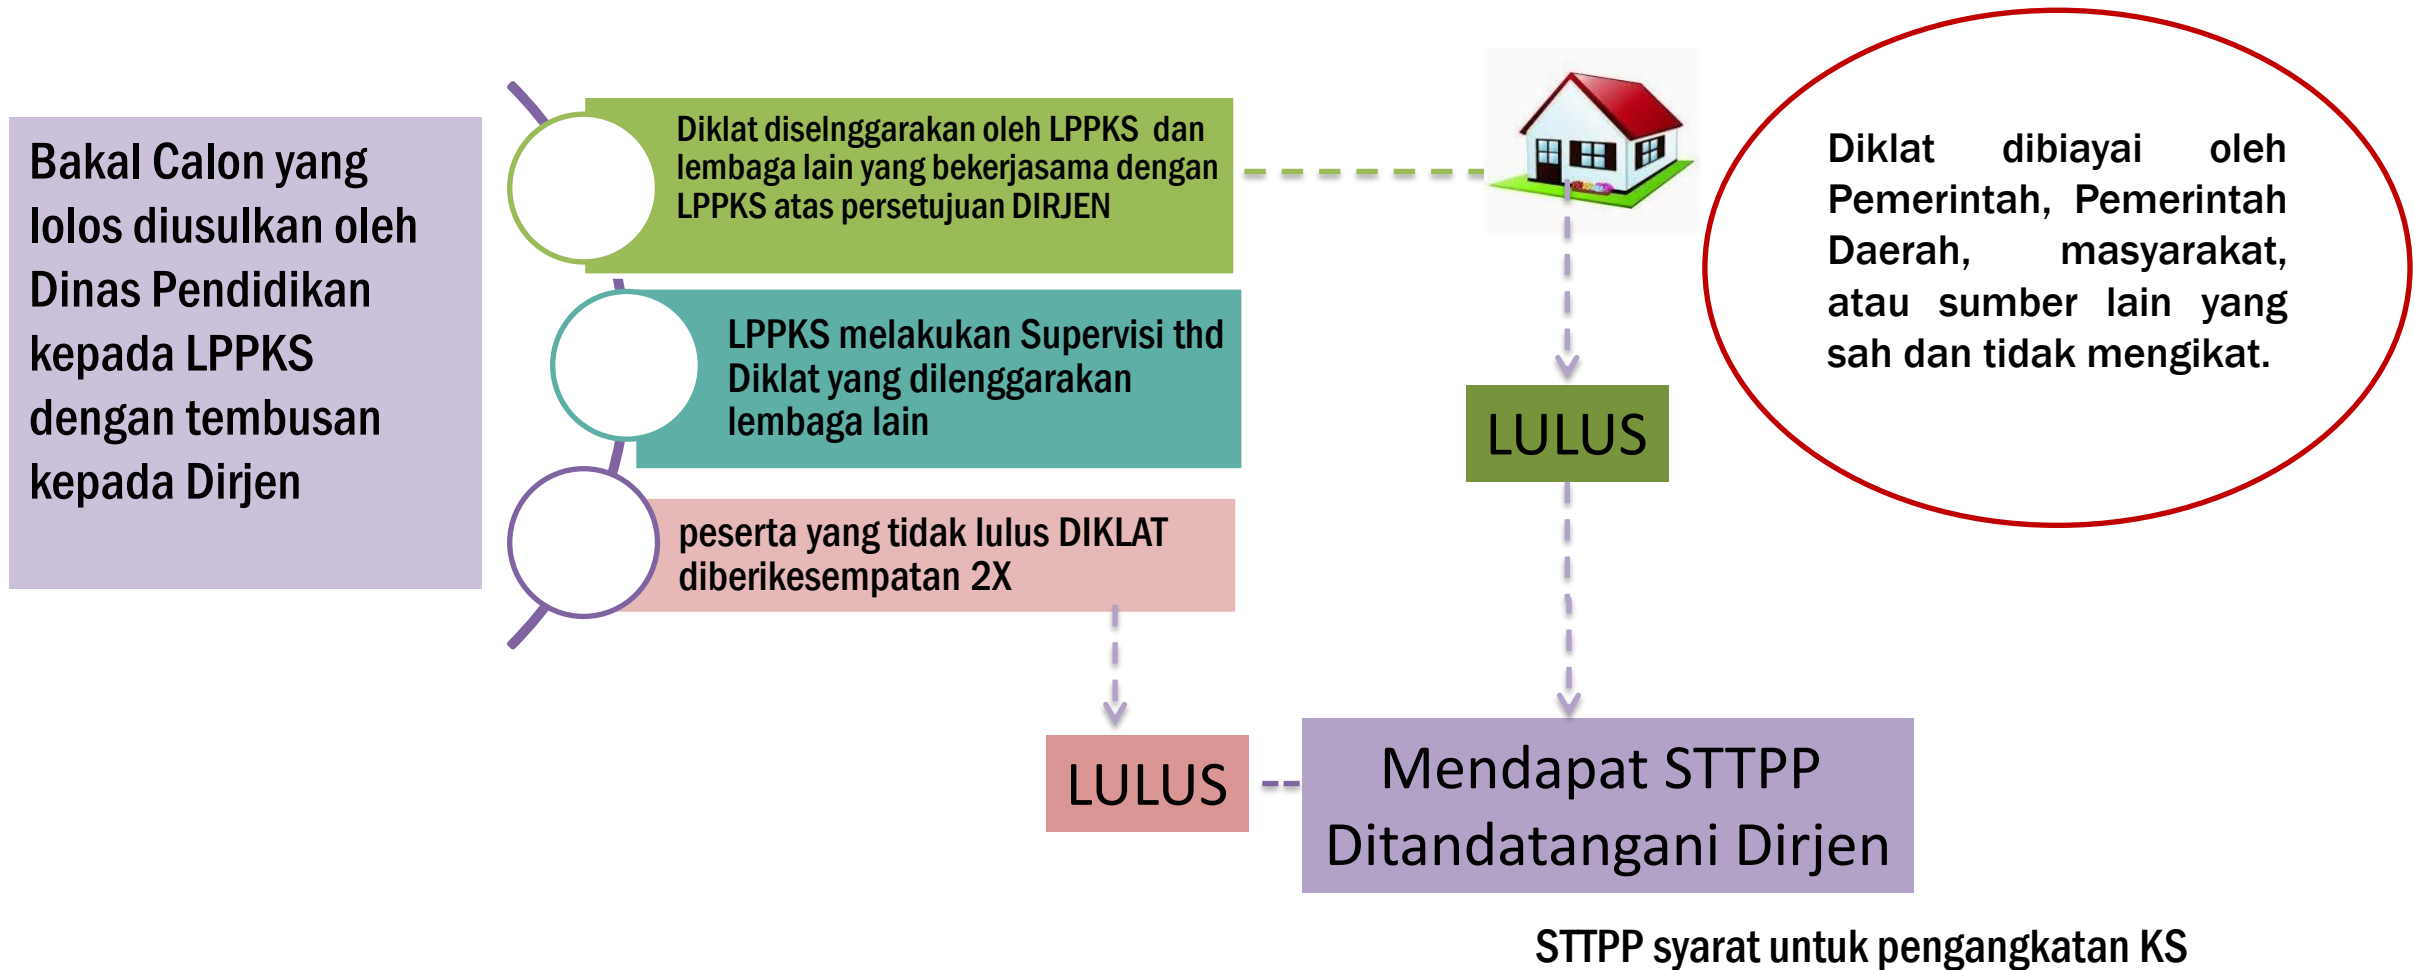 Bakal Calon yang
lolos diusulkan oleh
Dinas Pendidikan
kepada LPPKS
dengan tembusan
kepada Dirjen
Diklat diselnggarakan oleh LPPKS dan
lembaga lain yang bekerjasama dengan
LPPKS atas persetujuan DIRJEN
LPPKS melakukan Supervisi thd
Diklat yang dilenggarakan
lembaga lain
peserta yang tidak lulus DIKLAT
diberikesempatan 2X
Diklat dibiayai oleh
Pemerintah, Pemerintah
Daerah, masyarakat,
atau sumber lain yang
sah dan tidak mengikat.
LULUS
LULUS
Mendapat STTPP
Ditandatangani Dirjen
STTPP syarat untuk pengangkatan KS